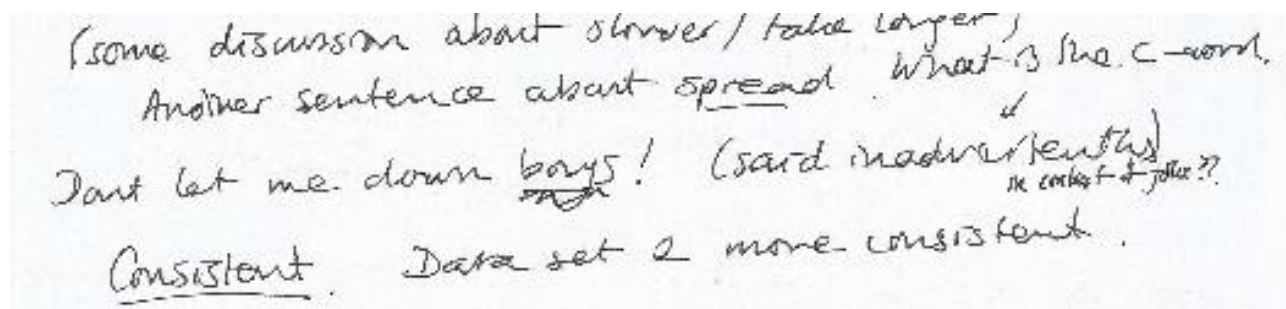 (some discussion about slower/take longer)
Another sentence about spread. What is the c-word.
Dont let me down boys! (said inadvertently)
in context of joke??
Consistent. Data set 2 more consistent.